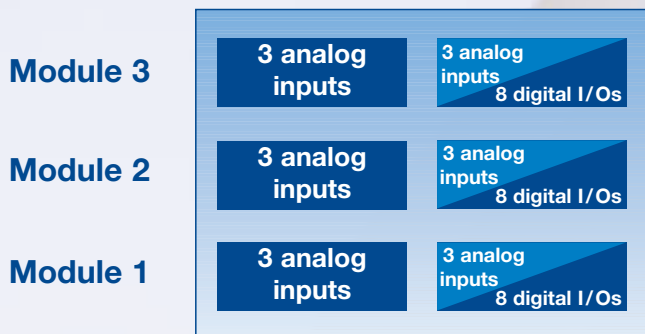 Module 3
3 analog
inputs
3 analog
inputs
8 digital I/Os
Module 2
3 analog
inputs
3 analog
inputs
8 digital I/Os
Module 1
3 analog
inputs
3 analog
inputs
8 digital I/Os